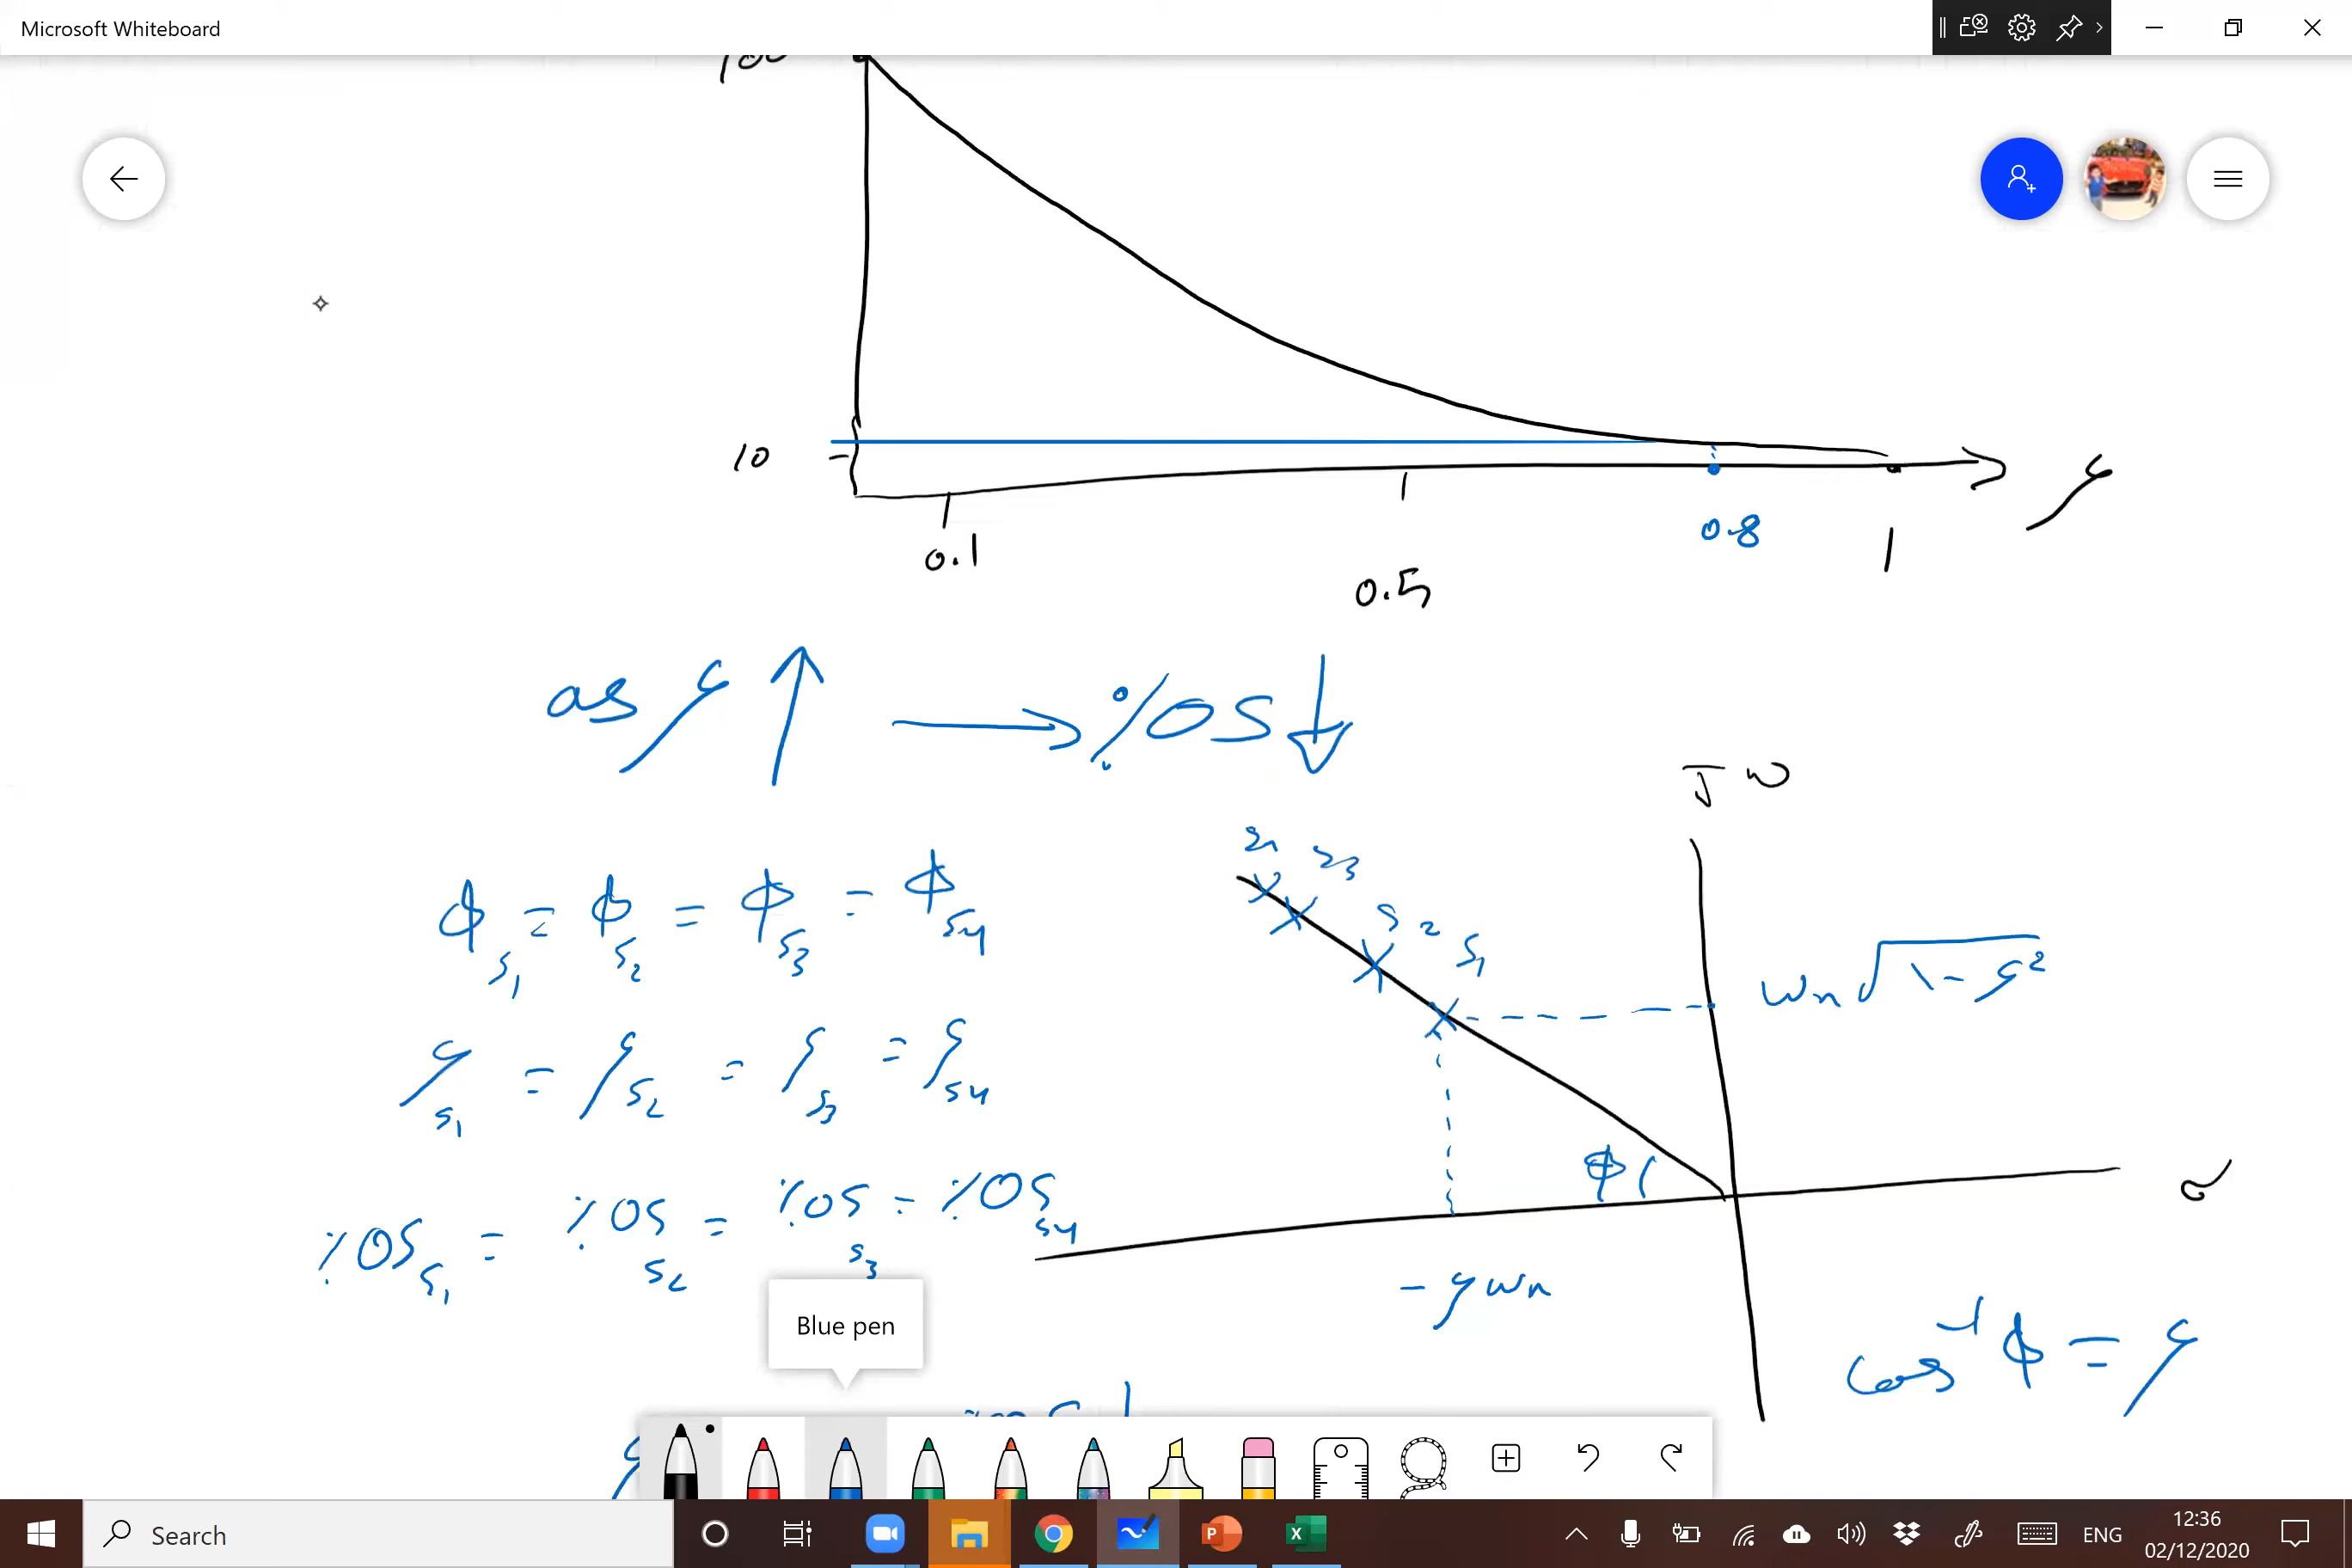 Microsoft Whiteboard
100
10
ζ
0.1
0.5
0.8
1
as ζ ↑ → %OS ↓
jω
S4 S3 S2 S1
ϕs1 = ϕs2 = ϕs3 = ϕs4
ωn√1-ζ²
ζs1 = ζs2 = ζs3 = ζs4
ϕ
σ
%OSs1 = %OSs2 = %OSs3 = %OSs4
-ζωn
cos⁻¹ϕ = ζ
Blue pen
Search
ENG
12:36
02/12/2020